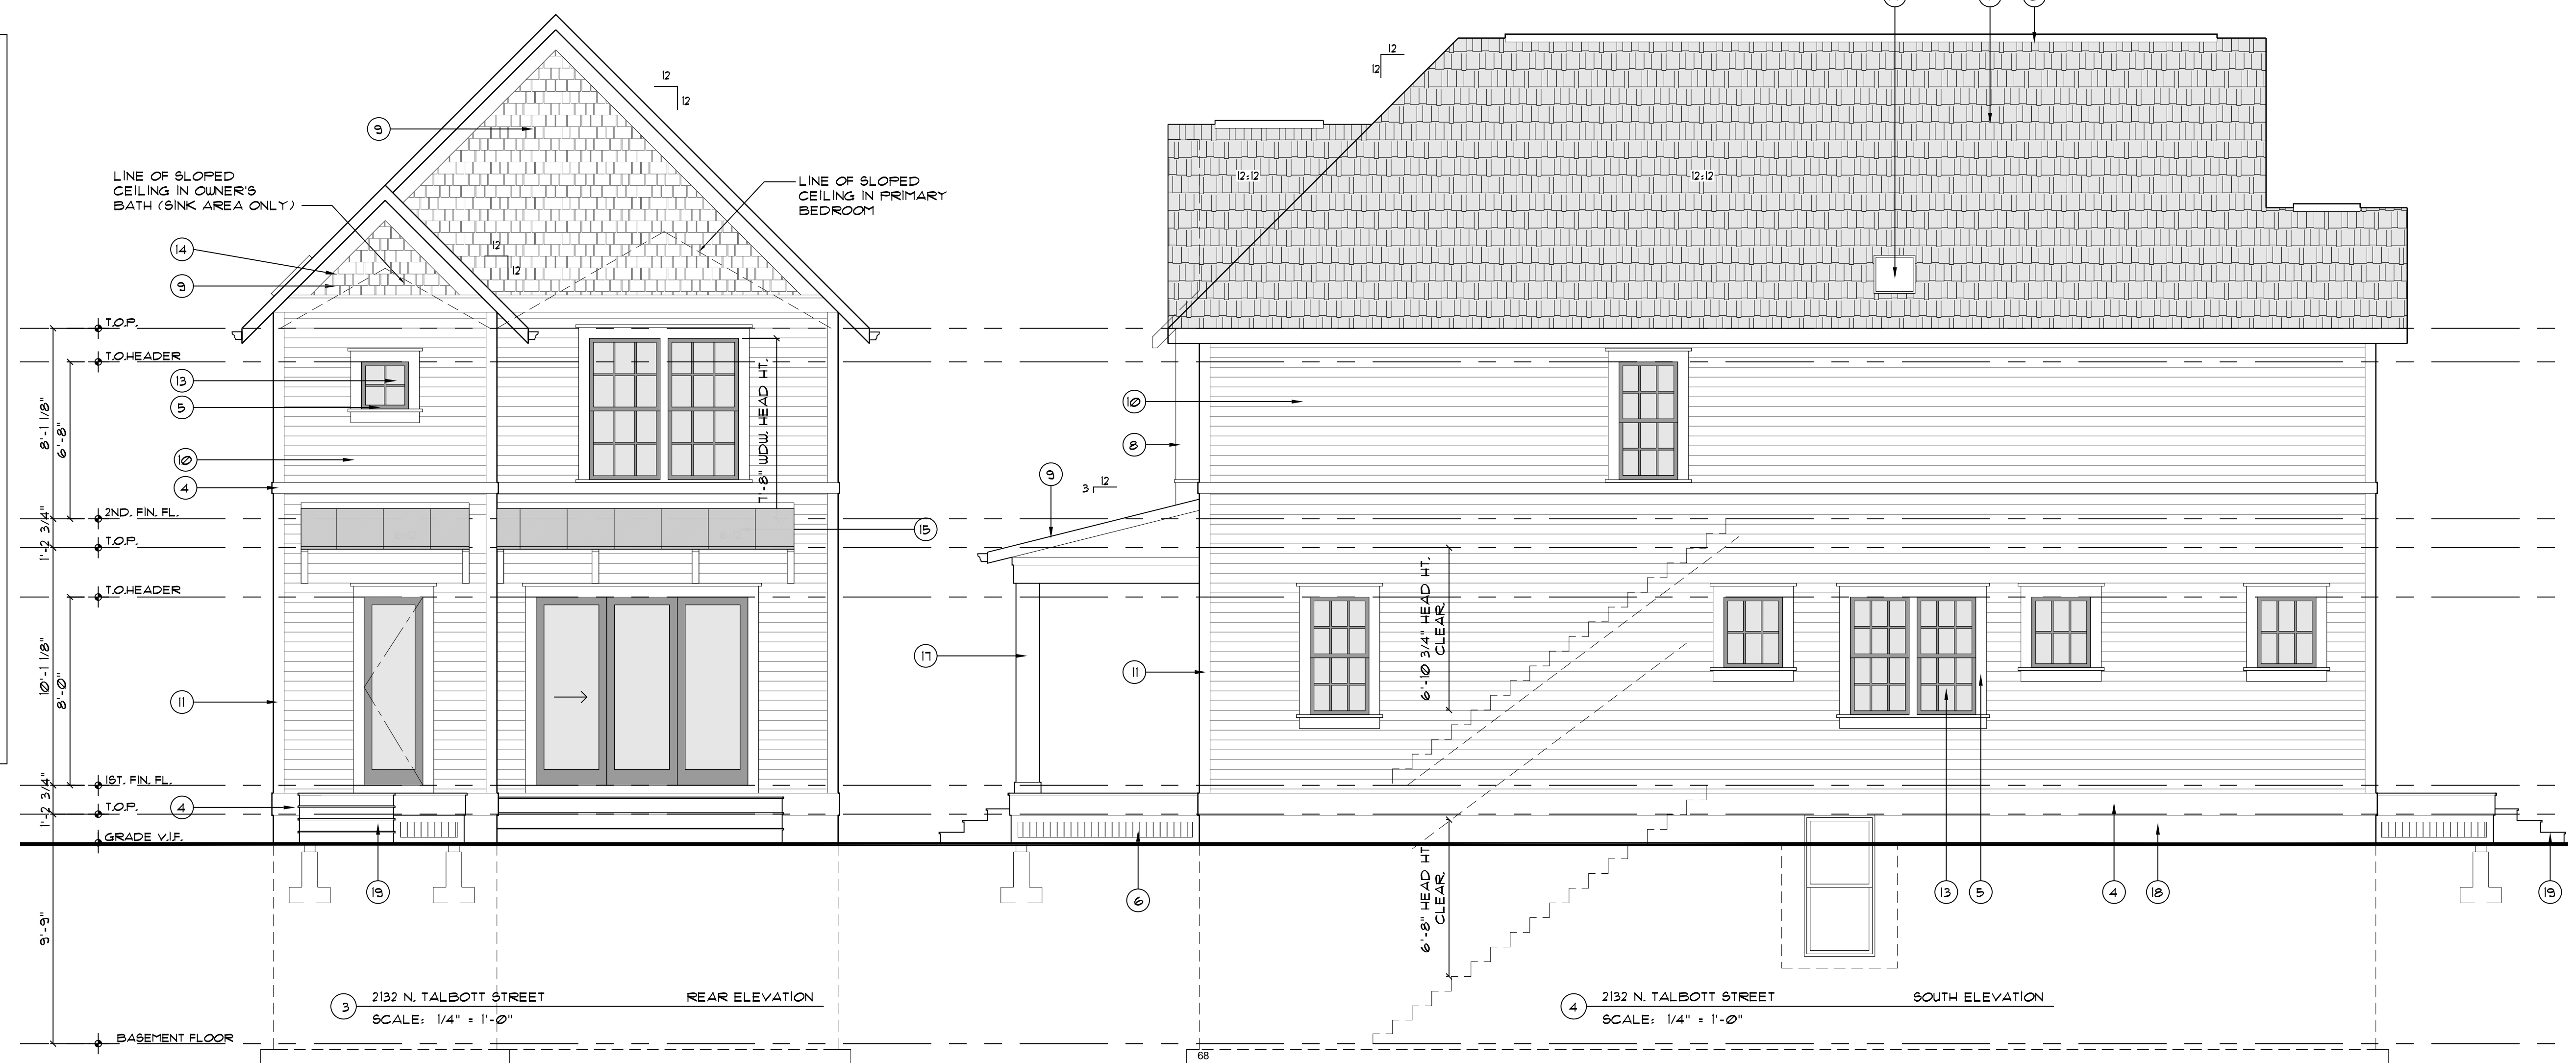 12
12
9
LINE OF SLOPED
CEILING IN OWNER'S
BATH (SINK AREA ONLY)
LINE OF SLOPED
CEILING IN PRIMARY
BEDROOM
14
9
12
12
T.O.P.
T.O.HEADER
13
5
10
4
8'-1 1/8"
6'-8"
7'-8" WDW. HEAD HT.
2ND. FIN. FL.
15
1'-2 3/4"
T.O.P.
T.O.HEADER
10'-1 1/8"
8'-0"
11
1ST. FIN. FL.
4
T.O.P.
1'-2 3/4"
GRADE V.I.F.
19
9'-9"
3
2132 N. TALBOTT STREET REAR ELEVATION
SCALE: 1/4" = 1'-0"
BASEMENT FLOOR
12
12
12:12
12:12
10
8
9
3
12
17
11
6'-10 3/4" HEAD HT.
CLEAR.
6'-8" HEAD HT.
CLEAR.
6
13
5
4
18
19
4
2132 N. TALBOTT STREET SOUTH ELEVATION
SCALE: 1/4" = 1'-0"
68